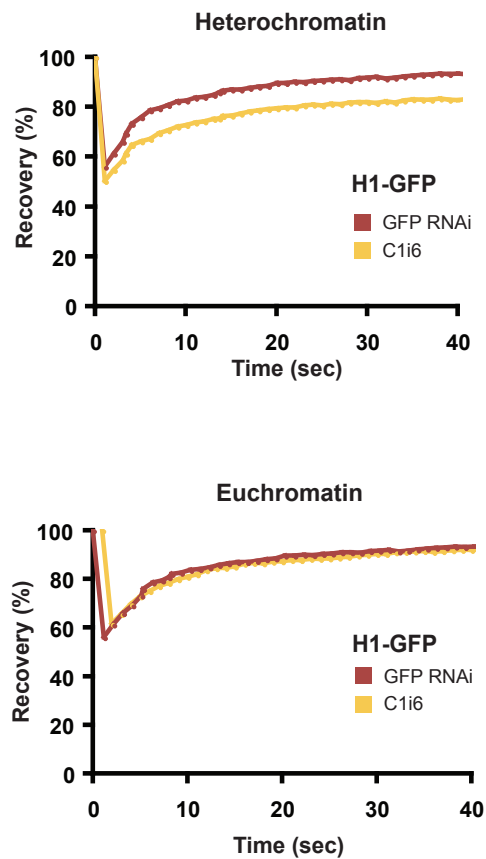 Heterochromatin
Recovery (%)
100
80
60
40
20
0
H1-GFP
GFP RNAi
C1i6
0 10 20 30 40
Time (sec)
Euchromatin
Recovery (%)
100
80
60
40
20
0
H1-GFP
GFP RNAi
C1i6
0 10 20 30 40
Time (sec)